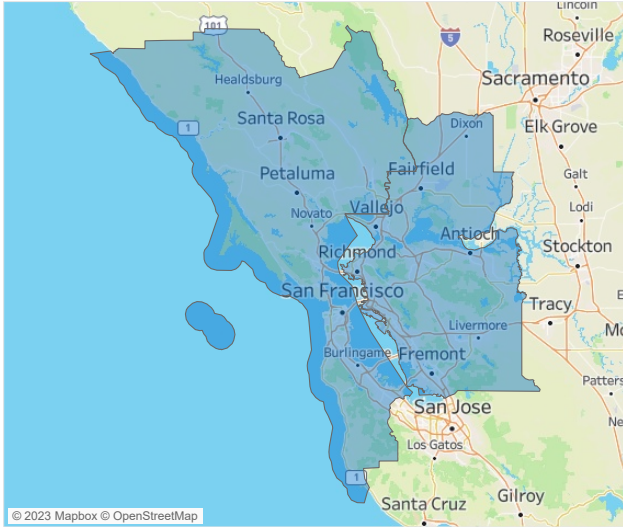 Lincoln
101
5
Roseville
Healdsburg
Sacramento
1
Santa Rosa
Dixon
Elk Grove
Petaluma
Fairfield
Galt
Novato
Vallejo
Lodi
Antioch
Stockton
Richmond
San Francisco
Tracy
Livermore
Burlingame
Fremont
Patters
San Jose
Los Gatos
1
Gilroy
Santa Cruz
© 2023 Mapbox © OpenStreetMap